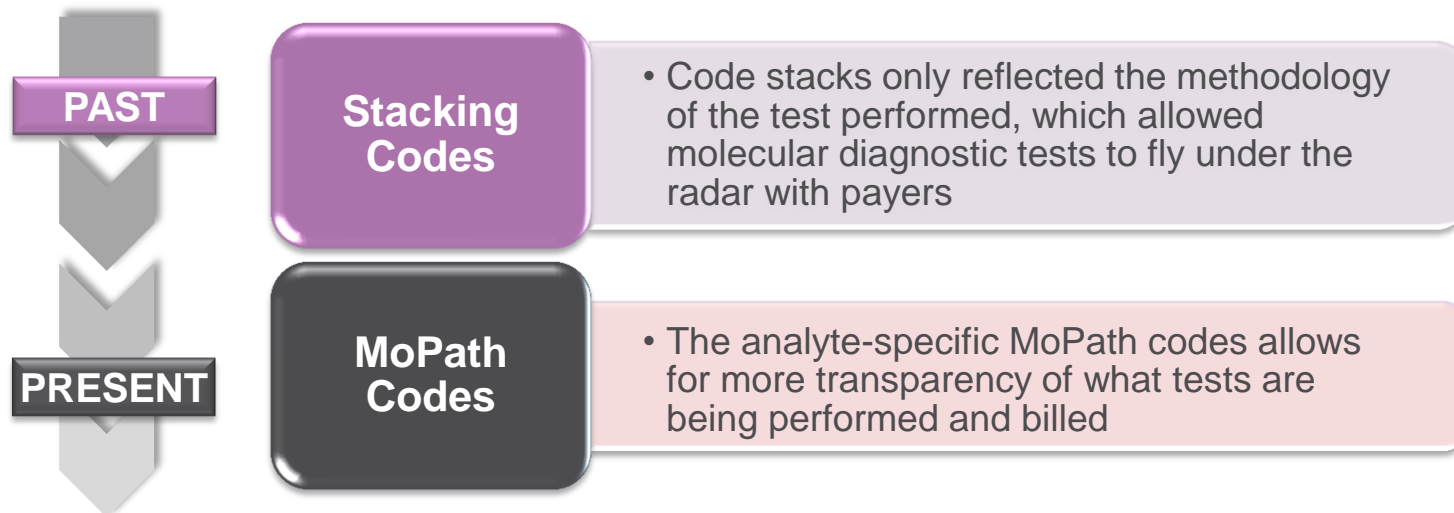 PAST
Stacking
Codes
• Code stacks only reflected the methodology
of the test performed, which allowed
molecular diagnostic tests to fly under the
radar with payers
PRESENT
MoPath
Codes
• The analyte-specific MoPath codes allows
for more transparency of what tests are
being performed and billed